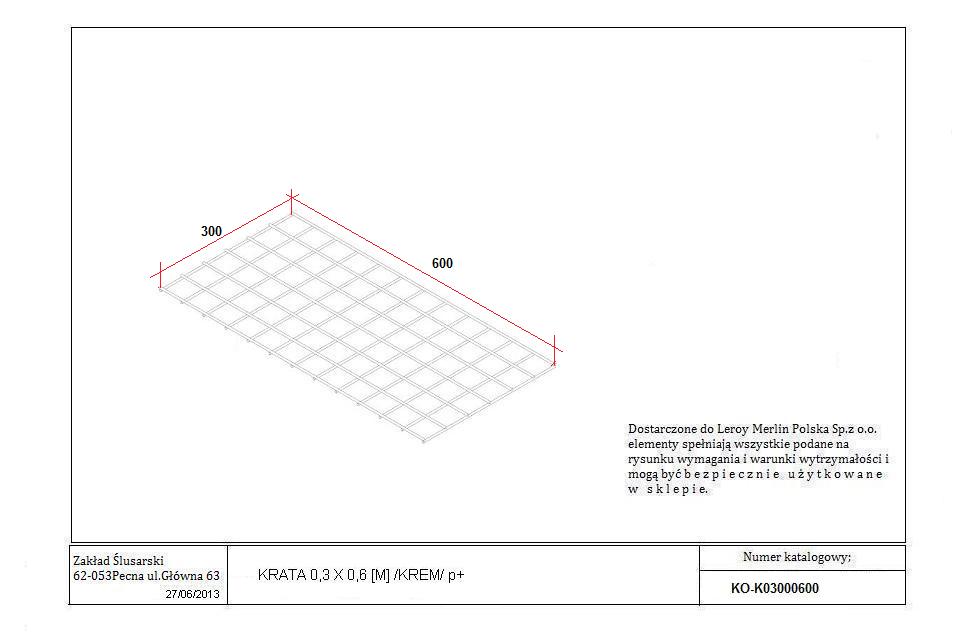 300
600
Dostarczone do Leroy Merlin Polska Sp.z o.o.
elementy spełniają wszystkie podane na
rysunku wymagania i warunki wytrzymałości i
mogą być b e z p i e c z n i e u ż y t k o w a n e
w s k l e p i e.
Zakład Ślusarski
62-053Pecna ul.Główna 63
27/06/2013
KRATA 0,3 X 0,6 [M] /KREM/ p+
Numer katalogowy;
KO-K03000600